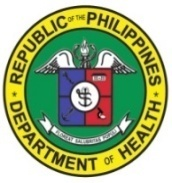 REPUBLIC OF THE PHILIPPINES
DEPARTMENT OF HEALTH